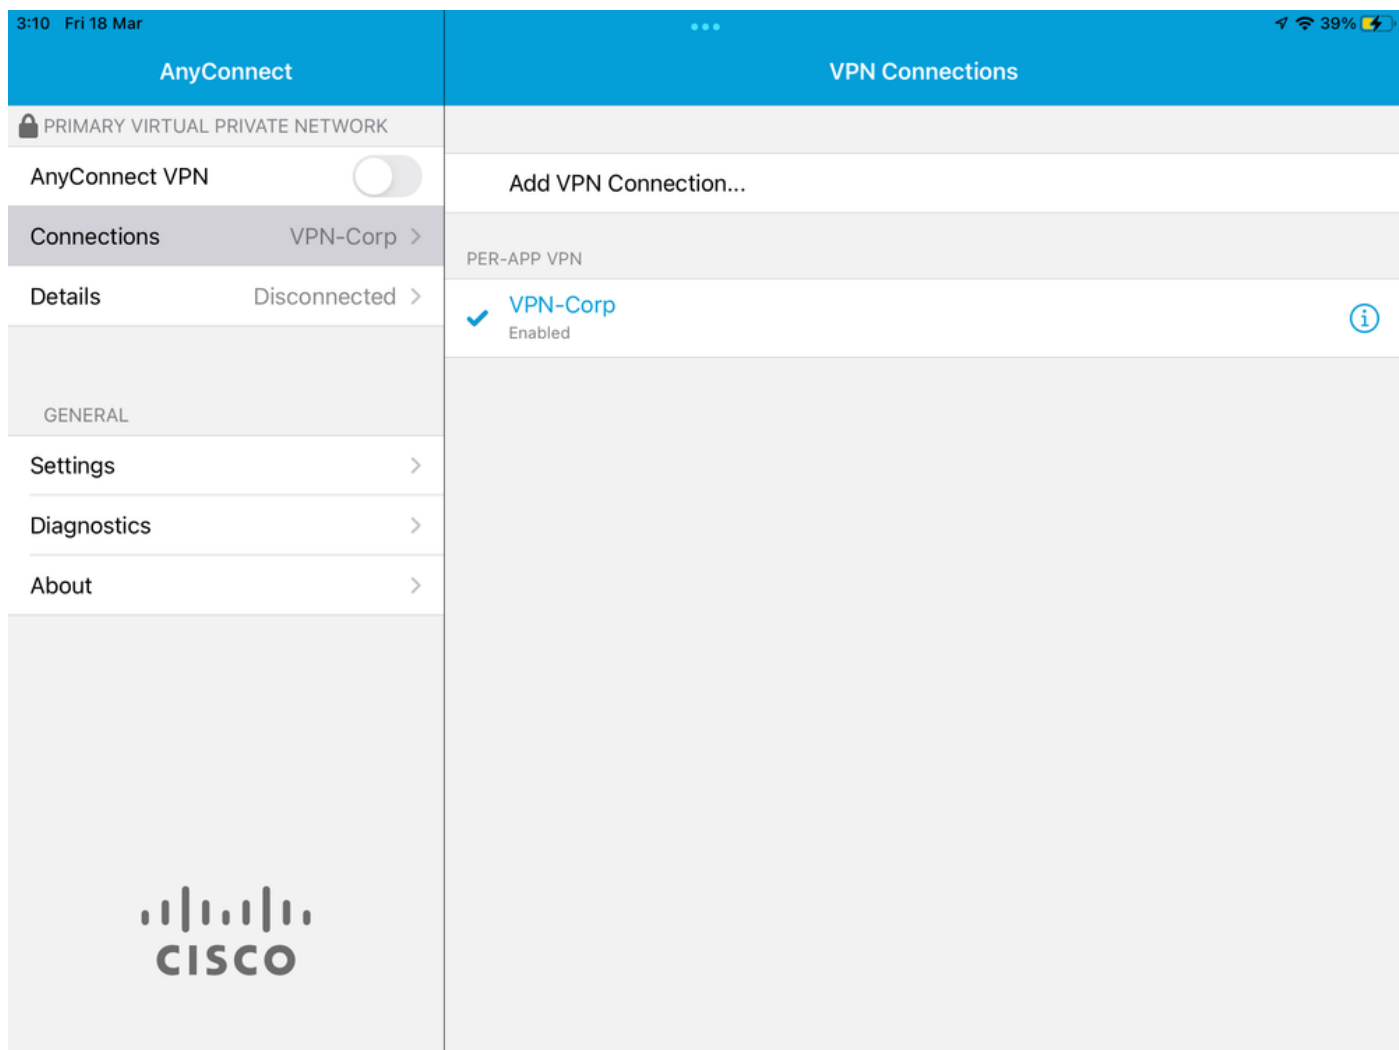 3:10 Fri 18 Mar
39%
AnyConnect
PRIMARY VIRTUAL PRIVATE NETWORK
AnyConnect VPN
Connections VPN-Corp
Details Disconnected
GENERAL
Settings
Diagnostics
About
CISCO
VPN Connections
Add VPN Connection...
PER-APP VPN
VPN-Corp
Enabled